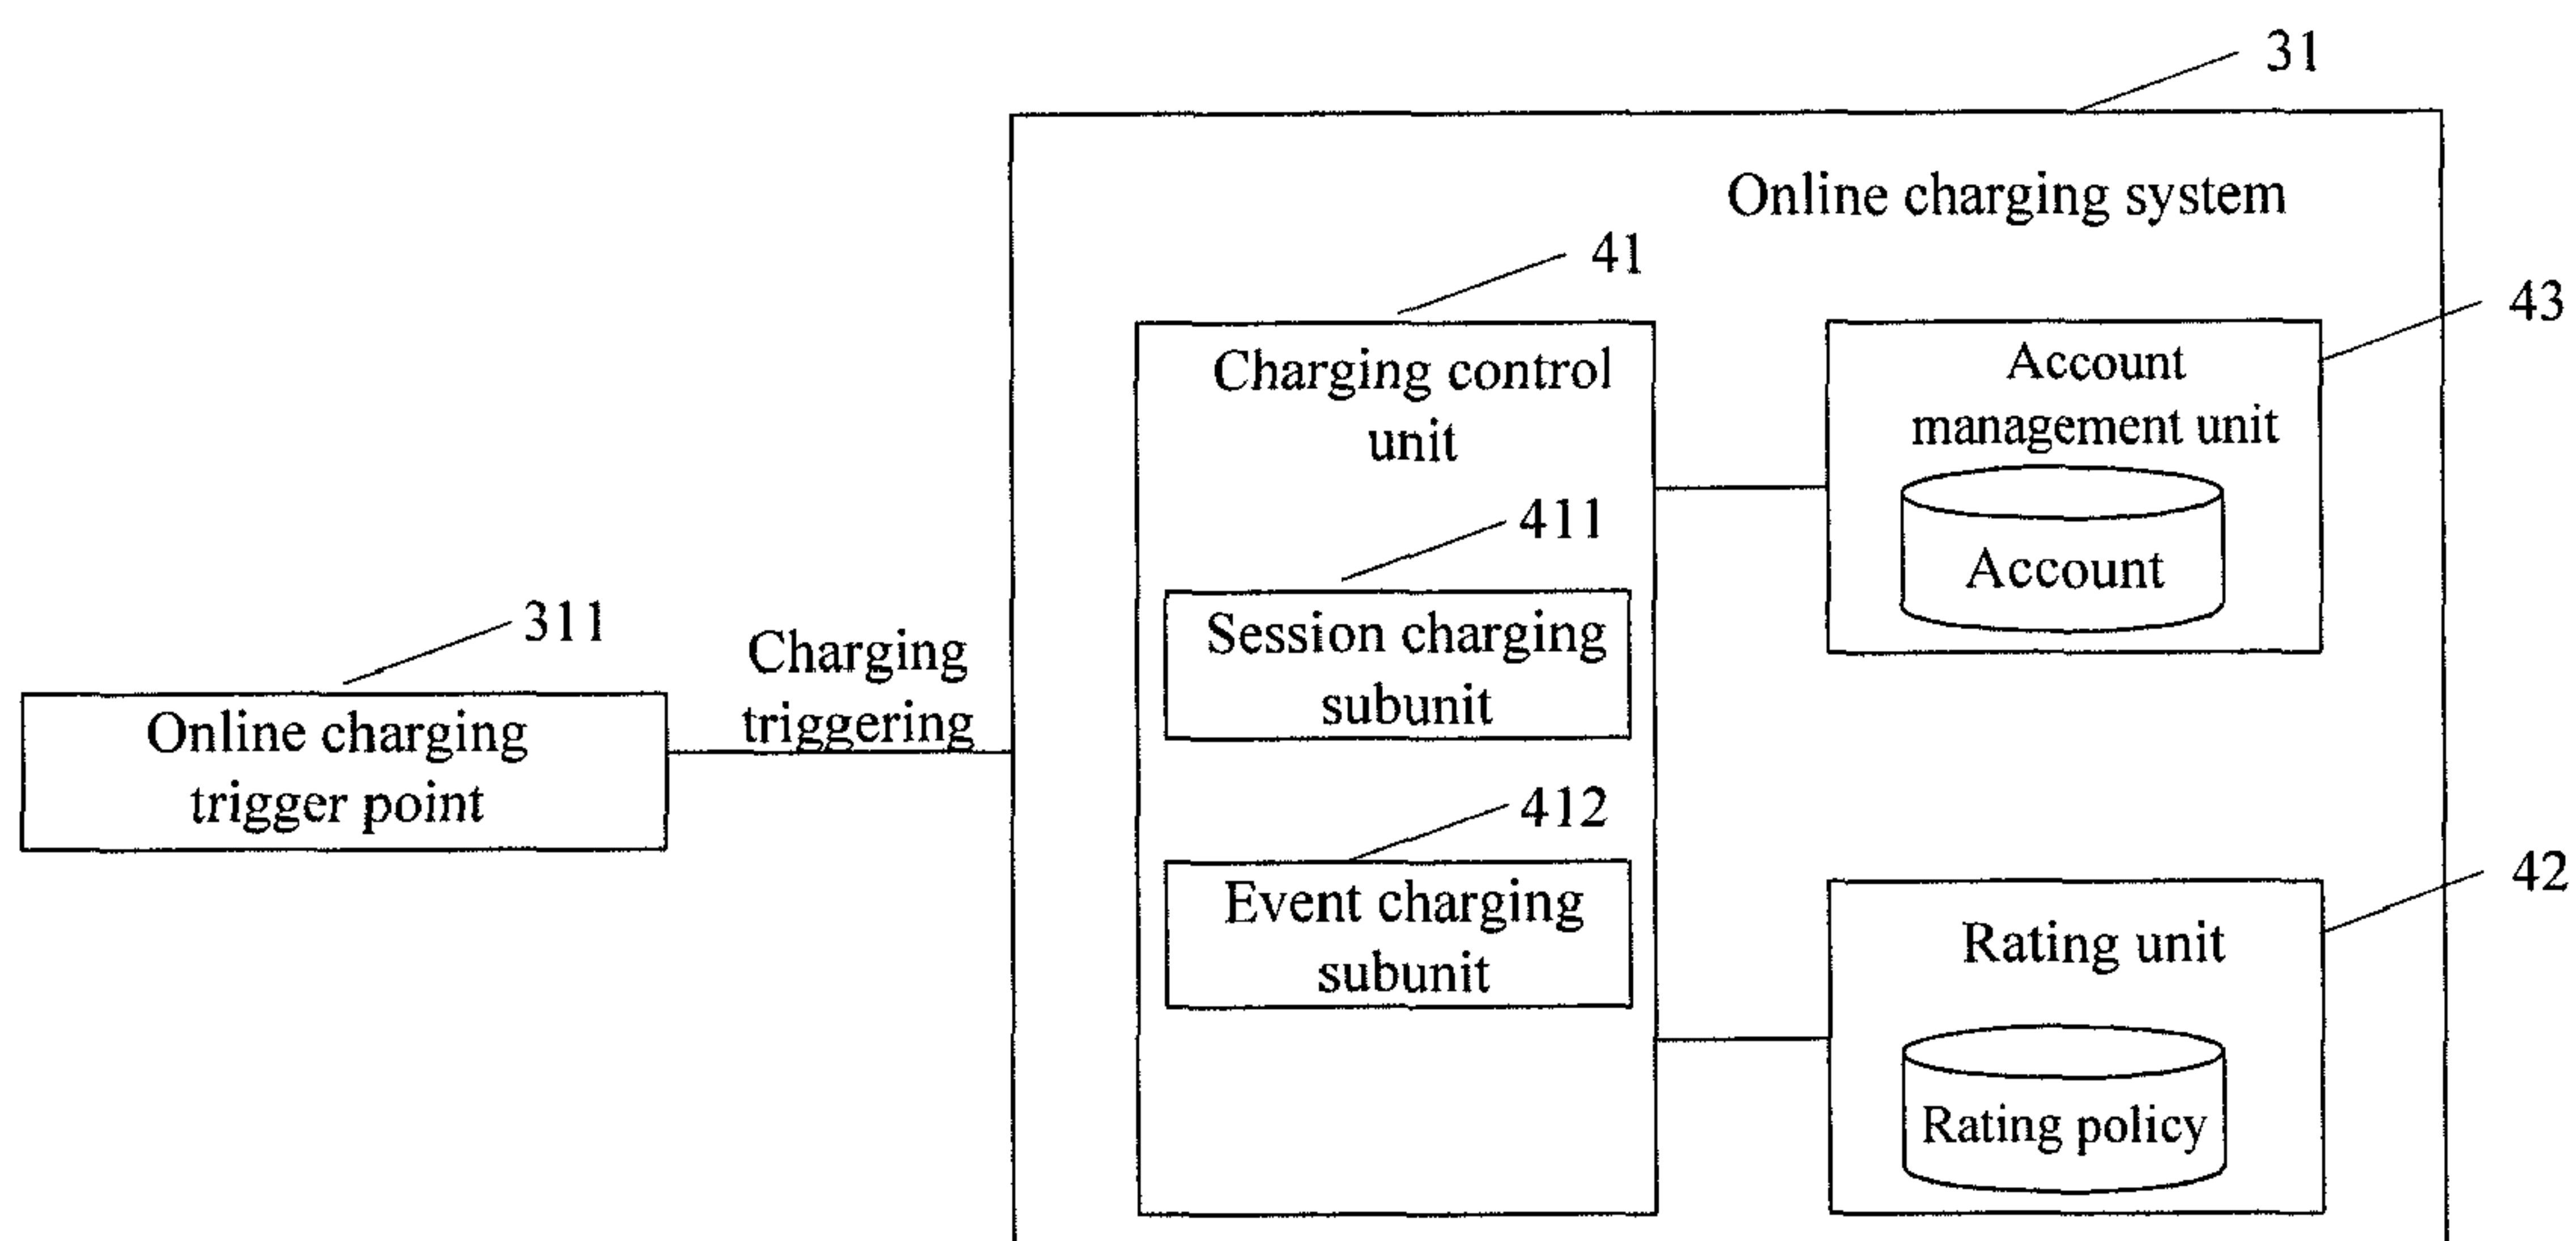 31
Online charging system
41
43
Charging control
unit
Account
management unit
411
Account
Session charging
subunit
311
Charging
triggering
Online charging
trigger point
412
Event charging
subunit
42
Rating unit
Rating policy